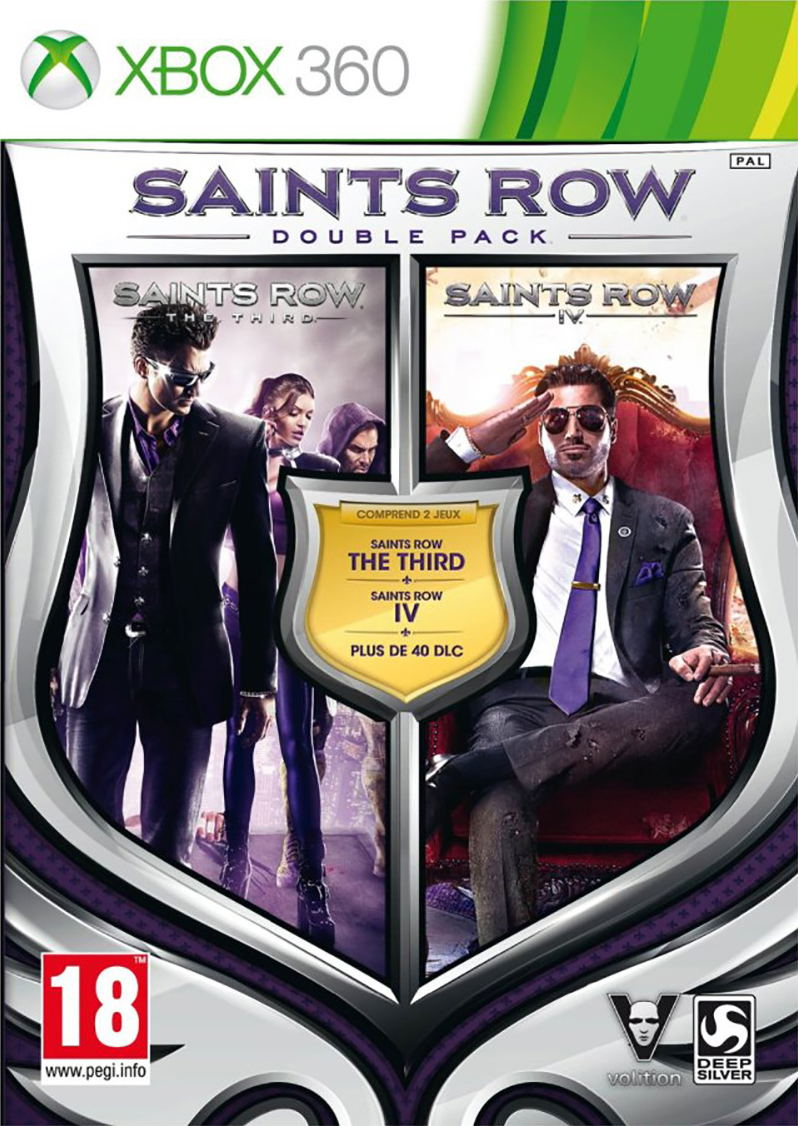 XBOX 360
PAL
SAINTS ROW
DOUBLE PACK
SAINTS ROW
THE THIRD
SAINTS ROW
IV
COMPREND 2 JEUX
SAINTS ROW
THE THIRD
SAINTS ROW
IV
PLUS DE 40 DLC
18™
www.pegi.info
volition
DEEP
SILVER